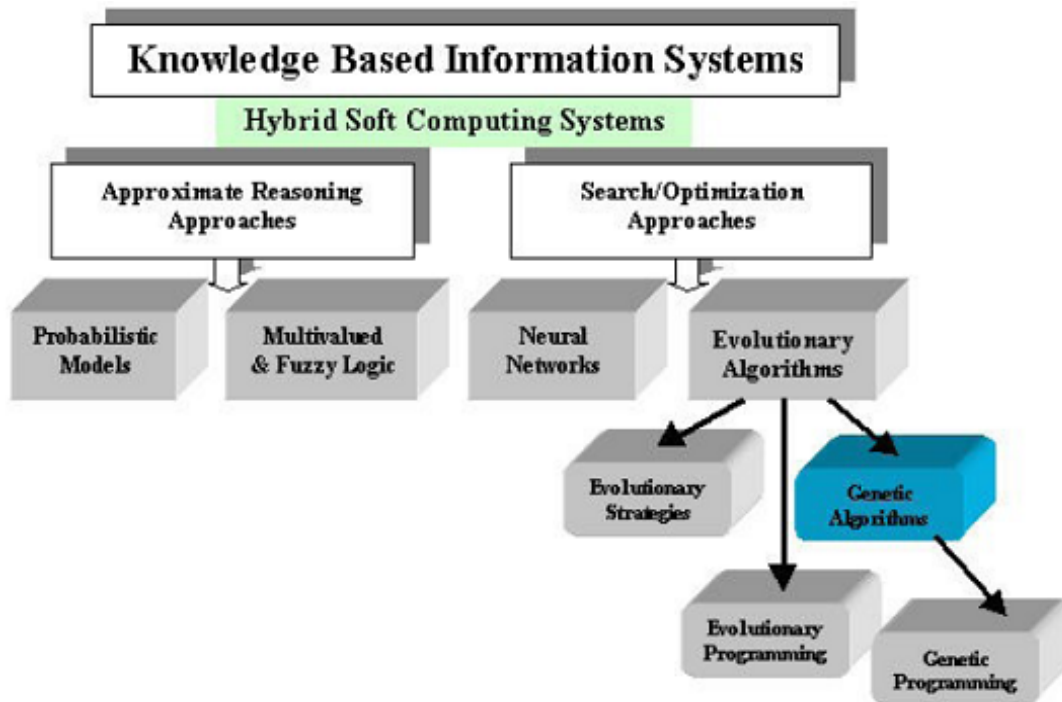 Knowledge Based Information Systems
Hybrid Soft Computing Systems
Approximate Reasoning
Approaches
Search/Optimization
Approaches
Probabilistic
Models
Multivalued
& Fuzzy Logic
Neural
Networks
Evolutionary
Algorithms
Evolutionary
Strategies
Genetic
Algorithms
Evolutionary
Programming
Genetic
Programming